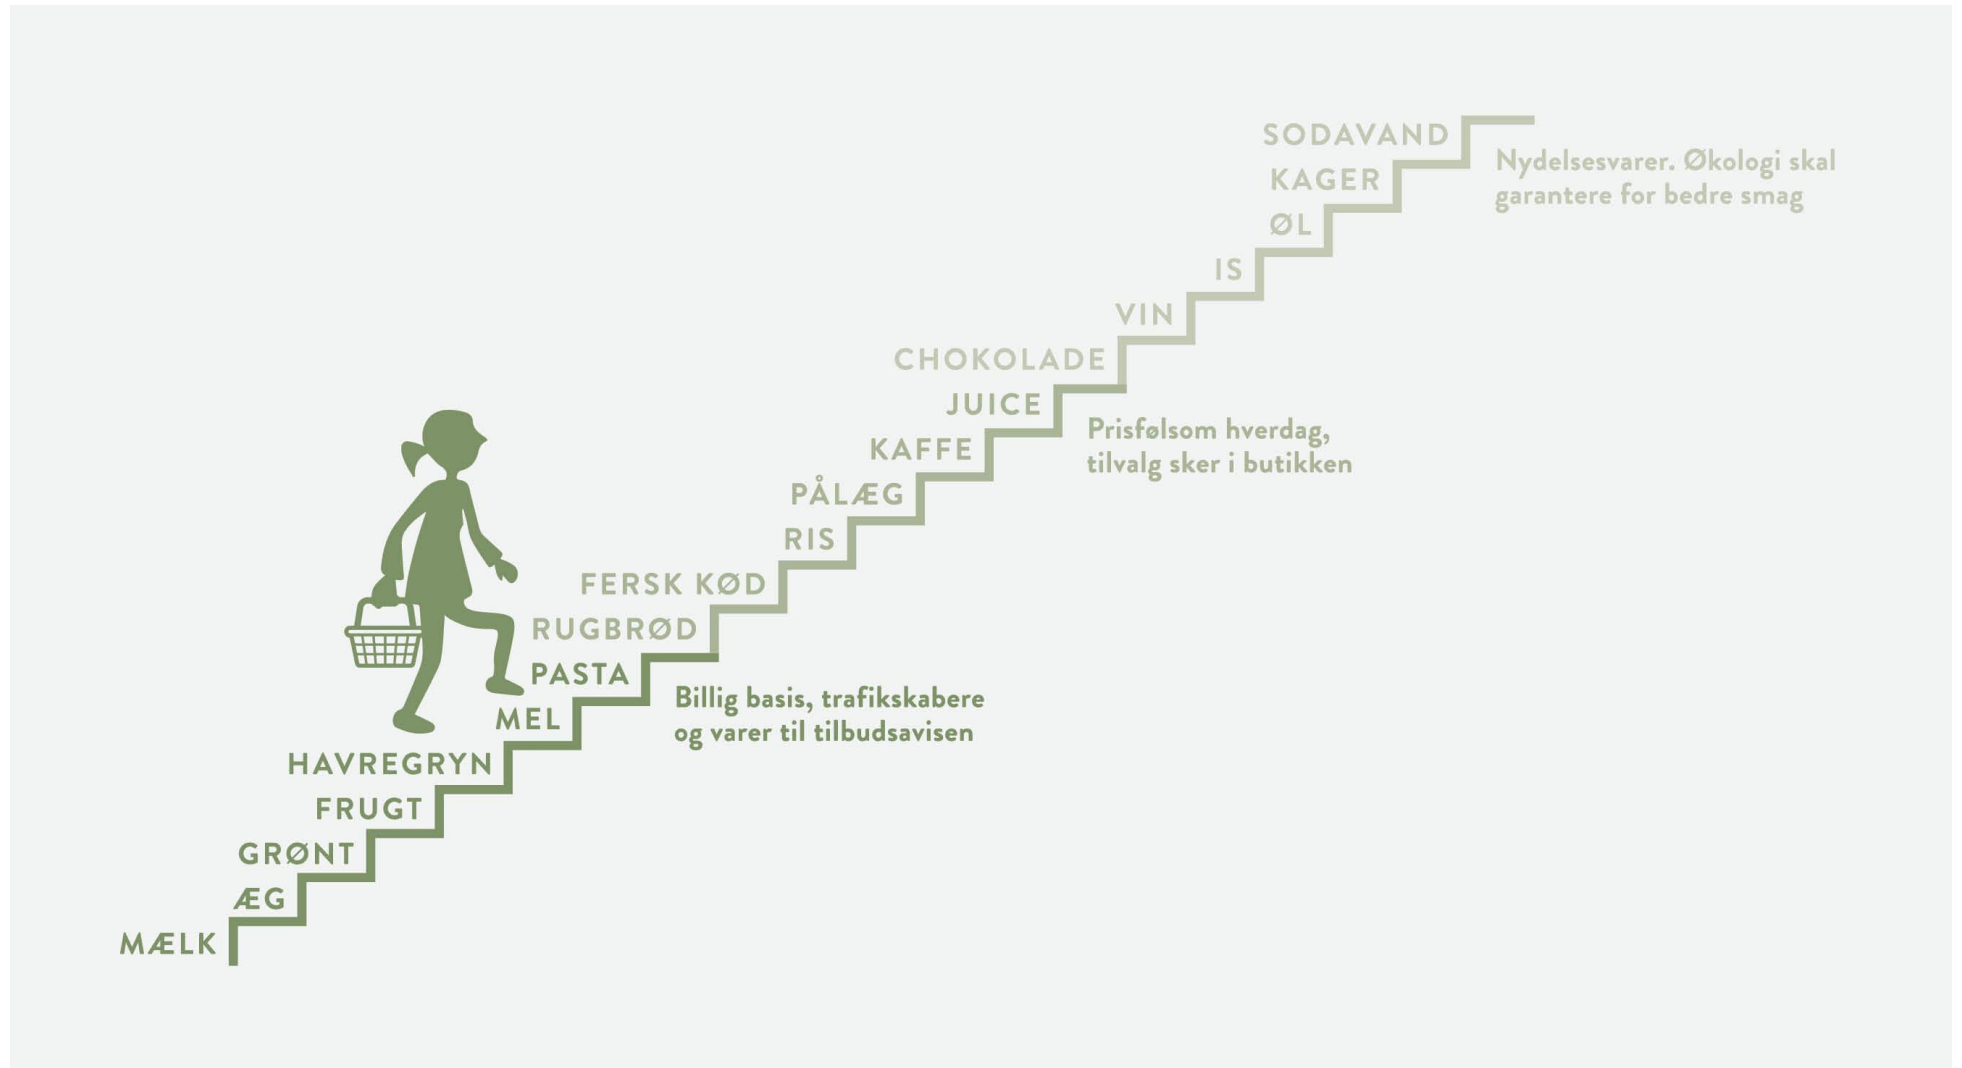 SODAVAND
KAGER
ØL
IS
VIN
CHOKOLADE
Nydelsesvarer. Økologi skal
garantere for bedre smag
JUICE
KAFFE
PÅLÆG
RIS
FERSK KØD
RUGBRØD
Prisfølsom hverdag,
tilvalg sker i butikken
PASTA
MEL
HAVREGRYN
FRUGT
GRØNT
ÆG
MÆLK
Billig basis, trafikskabere
og varer til tilbudsavisen